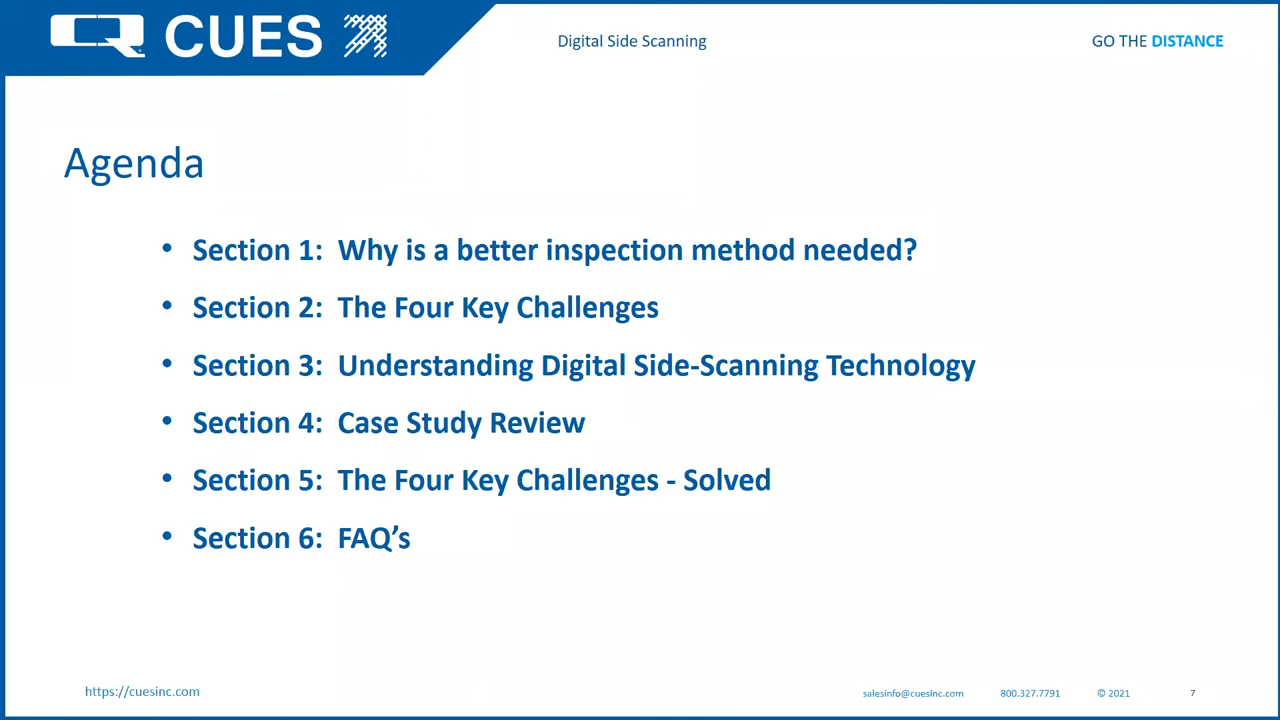 CUES
Digital Side Scanning
GO THE DISTANCE
Agenda
• Section 1: Why is a better inspection method needed?
• Section 2: The Four Key Challenges
• Section 3: Understanding Digital Side-Scanning Technology
• Section 4: Case Study Review
• Section 5: The Four Key Challenges - Solved
• Section 6: FAQ’s
https://cuesinc.com
salesinfo@cuesinc.com
800.327.7791
© 2021
7